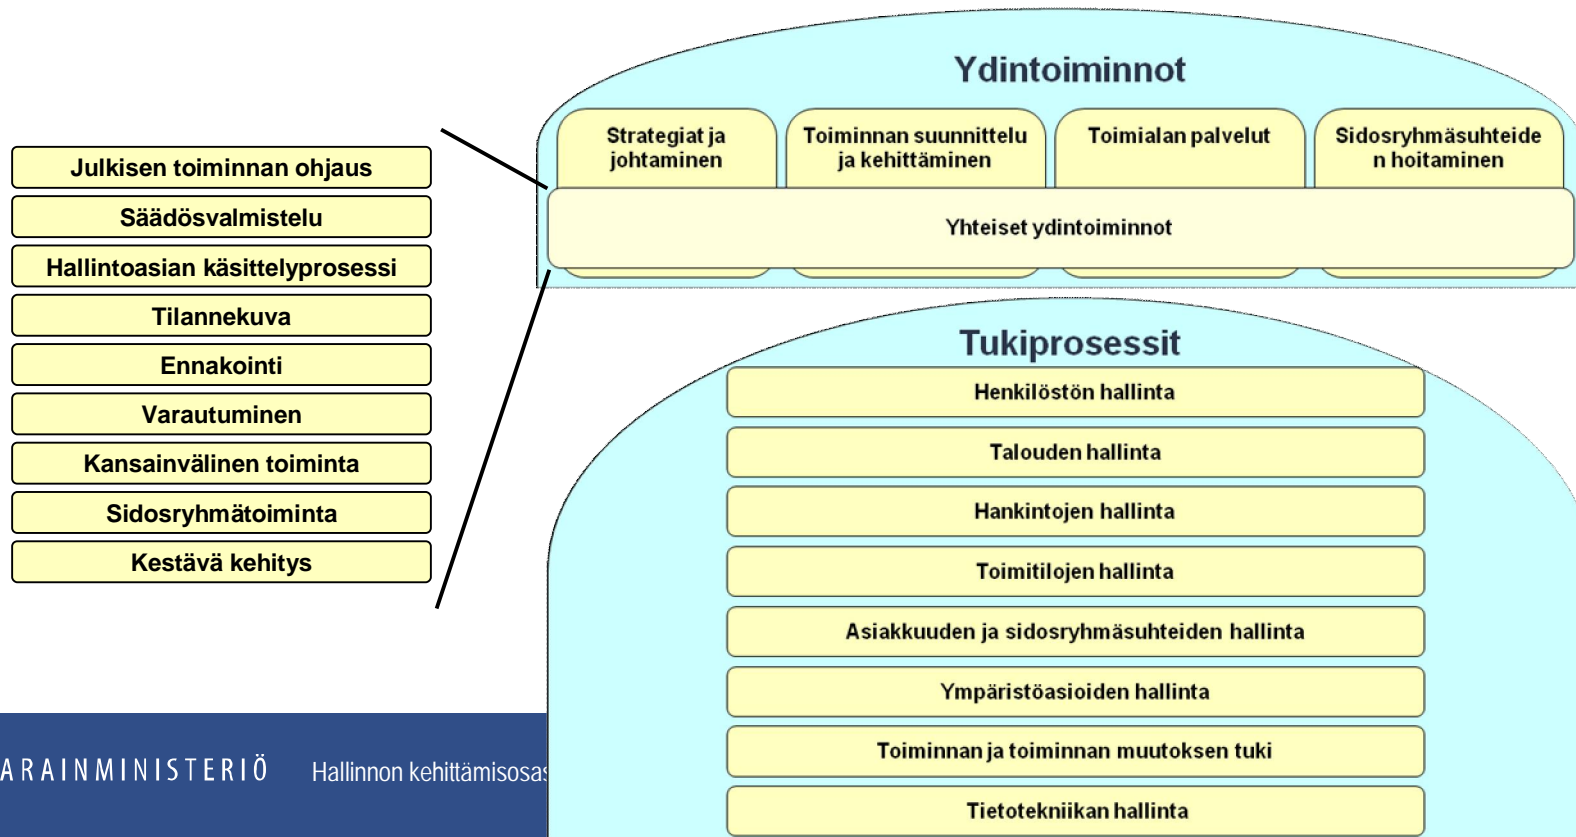 Ydintoiminnot
Strategiat ja
johtaminen
Toiminnan suunnittelu
ja kehittäminen
Toimialan palvelut
Sidosryhmäsuhteide
n hoitaminen
Yhteiset ydintoiminnot
Julkisen toiminnan ohjaus
Säädösvalmistelu
Hallintoasian käsittelyprosessi
Tilannekuva
Ennakointi
Varautuminen
Kansainvälinen toiminta
Sidosryhmätoiminta
Kestävä kehitys
Tukiprosessit
Henkilöstön hallinta
Talouden hallinta
Hankintojen hallinta
Toimitilojen hallinta
Asiakkuuden ja sidosryhmäsuhteiden hallinta
Ympäristöasioiden hallinta
Toiminnan ja toiminnan muutoksen tuki
Tietotekniikan hallinta
ARAINMINISTERIÖ Hallinnon kehittämisosas